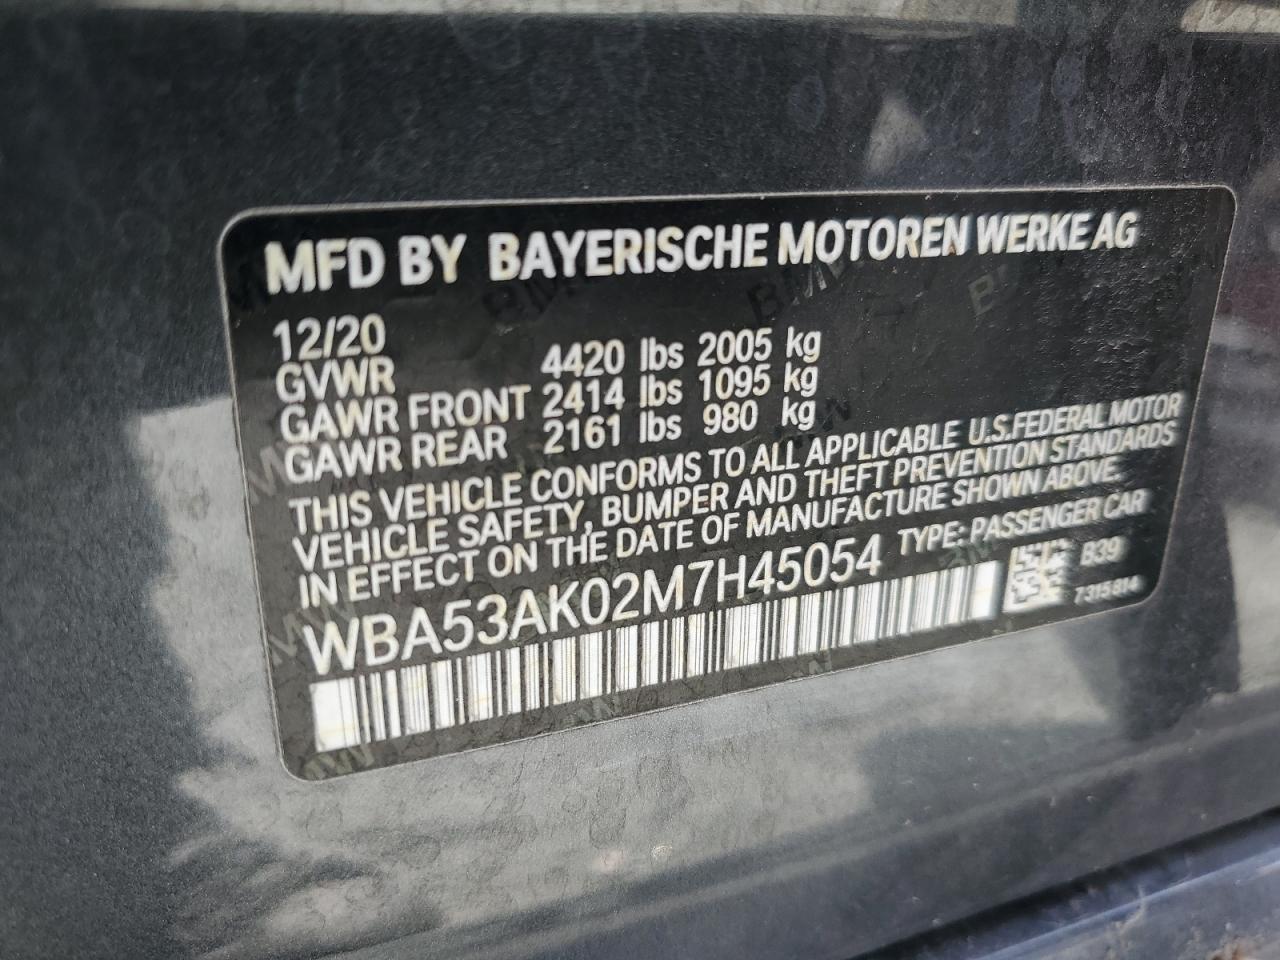 MFD BY BAYERISCHE MOTOREN WERKE AG
12/20
GVWR 4420 lbs 2005 kg
GAWR FRONT 2414 lbs 1095 kg
GAWR REAR 2161 lbs 980 kg
THIS VEHICLE CONFORMS TO ALL APPLICABLE U.S.FEDERAL MOTOR
VEHICLE SAFETY, BUMPER AND THEFT PREVENTION STANDARDS
IN EFFECT ON THE DATE OF MANUFACTURE SHOWN ABOVE.
WBA53AK02M7H45054 TYPE: PASSENGER CAR
B39
7315814